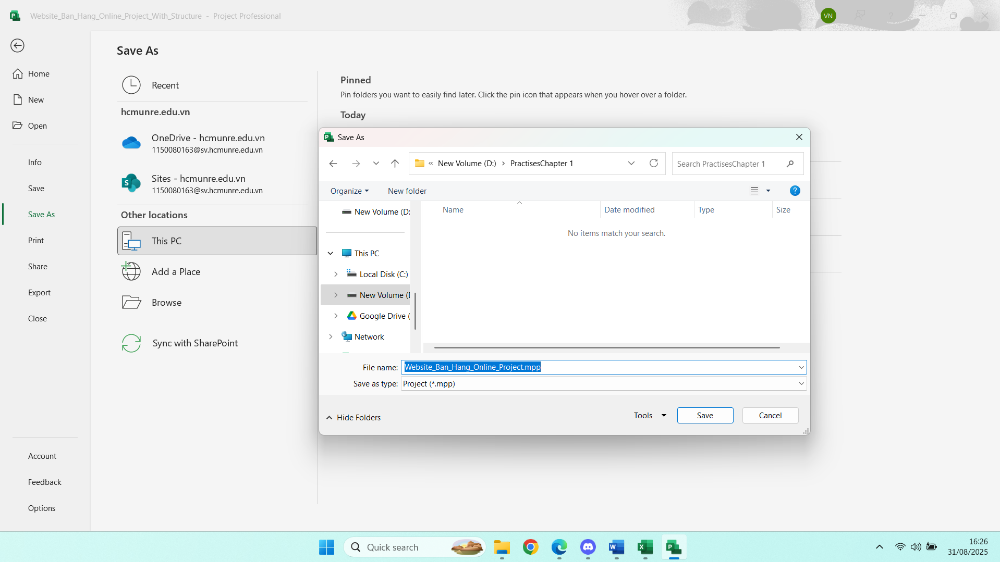 Website_Ban_Hang_Online_Project_With_Structure - Project Professional
VN
Home
New
Open
Info
Save
Save As
Print
Share
Export
Close
Account
Feedback
Options
Save As
Recent
hcmunre.edu.vn
OneDrive - hcmunre.edu.vn
1150080163@sv.hcmunre.edu.vn
Sites - hcmunre.edu.vn
1150080163@sv.hcmunre.edu.vn
Other locations
This PC
Add a Place
Browse
Sync with SharePoint
Pinned
Pin folders you want to easily find later. Click the pin icon that appears when you hover over a folder.
Today
Save As
« New Volume (D:) > PractisesChapter 1
Search PractisesChapter 1
Organize
New folder
New Volume (D:
This PC
Local Disk (C:)
New Volume (D
Google Drive (
Network
Name Date modified Type Size
No items match your search.
File name: Website_Ban_Hang_Online_Project.mpp
Save as type: Project (*.mpp)
Hide Folders
Tools
Save
Cancel
Quick search
16:26
31/08/2025